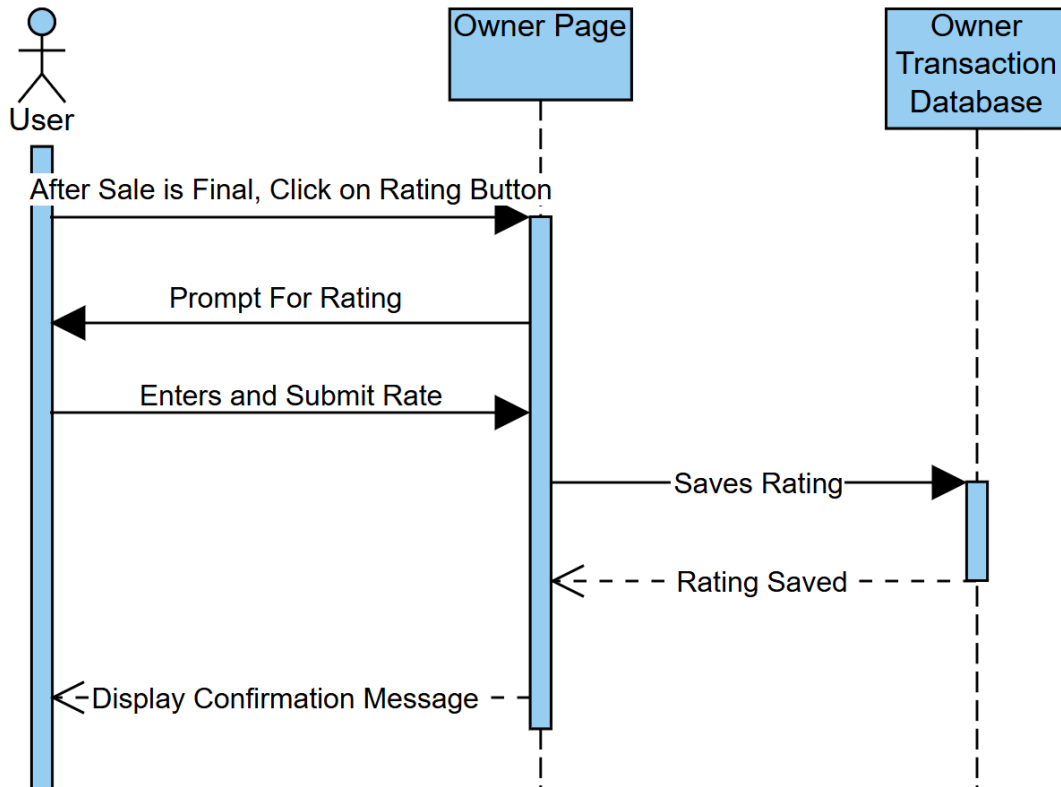 User
Owner Page
Owner
Transaction
Database
After Sale is Final, Click on Rating Button
Prompt For Rating
Enters and Submit Rate
Saves Rating
Rating Saved
Display Confirmation Message